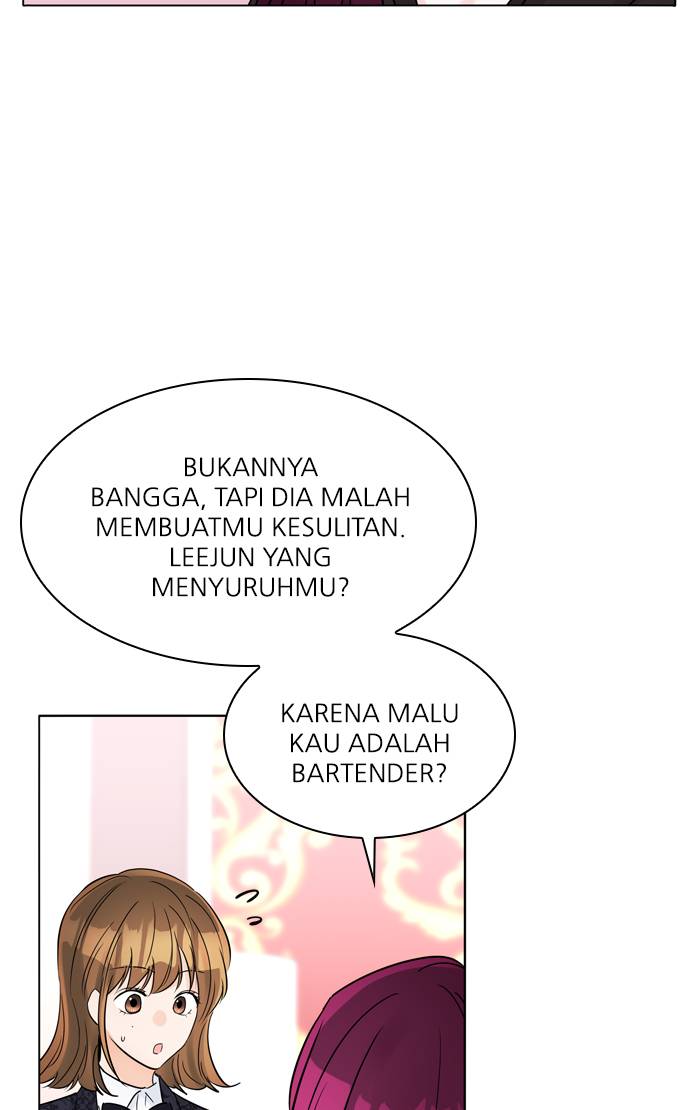 BUKANNYA
BANGGA, TAPI DIA MALAH
MEMBUATMU KESULITAN.
LEEJUN YANG
MENYURUHMU?
KARENA MALU
KAU ADALAH
BARTENDER?